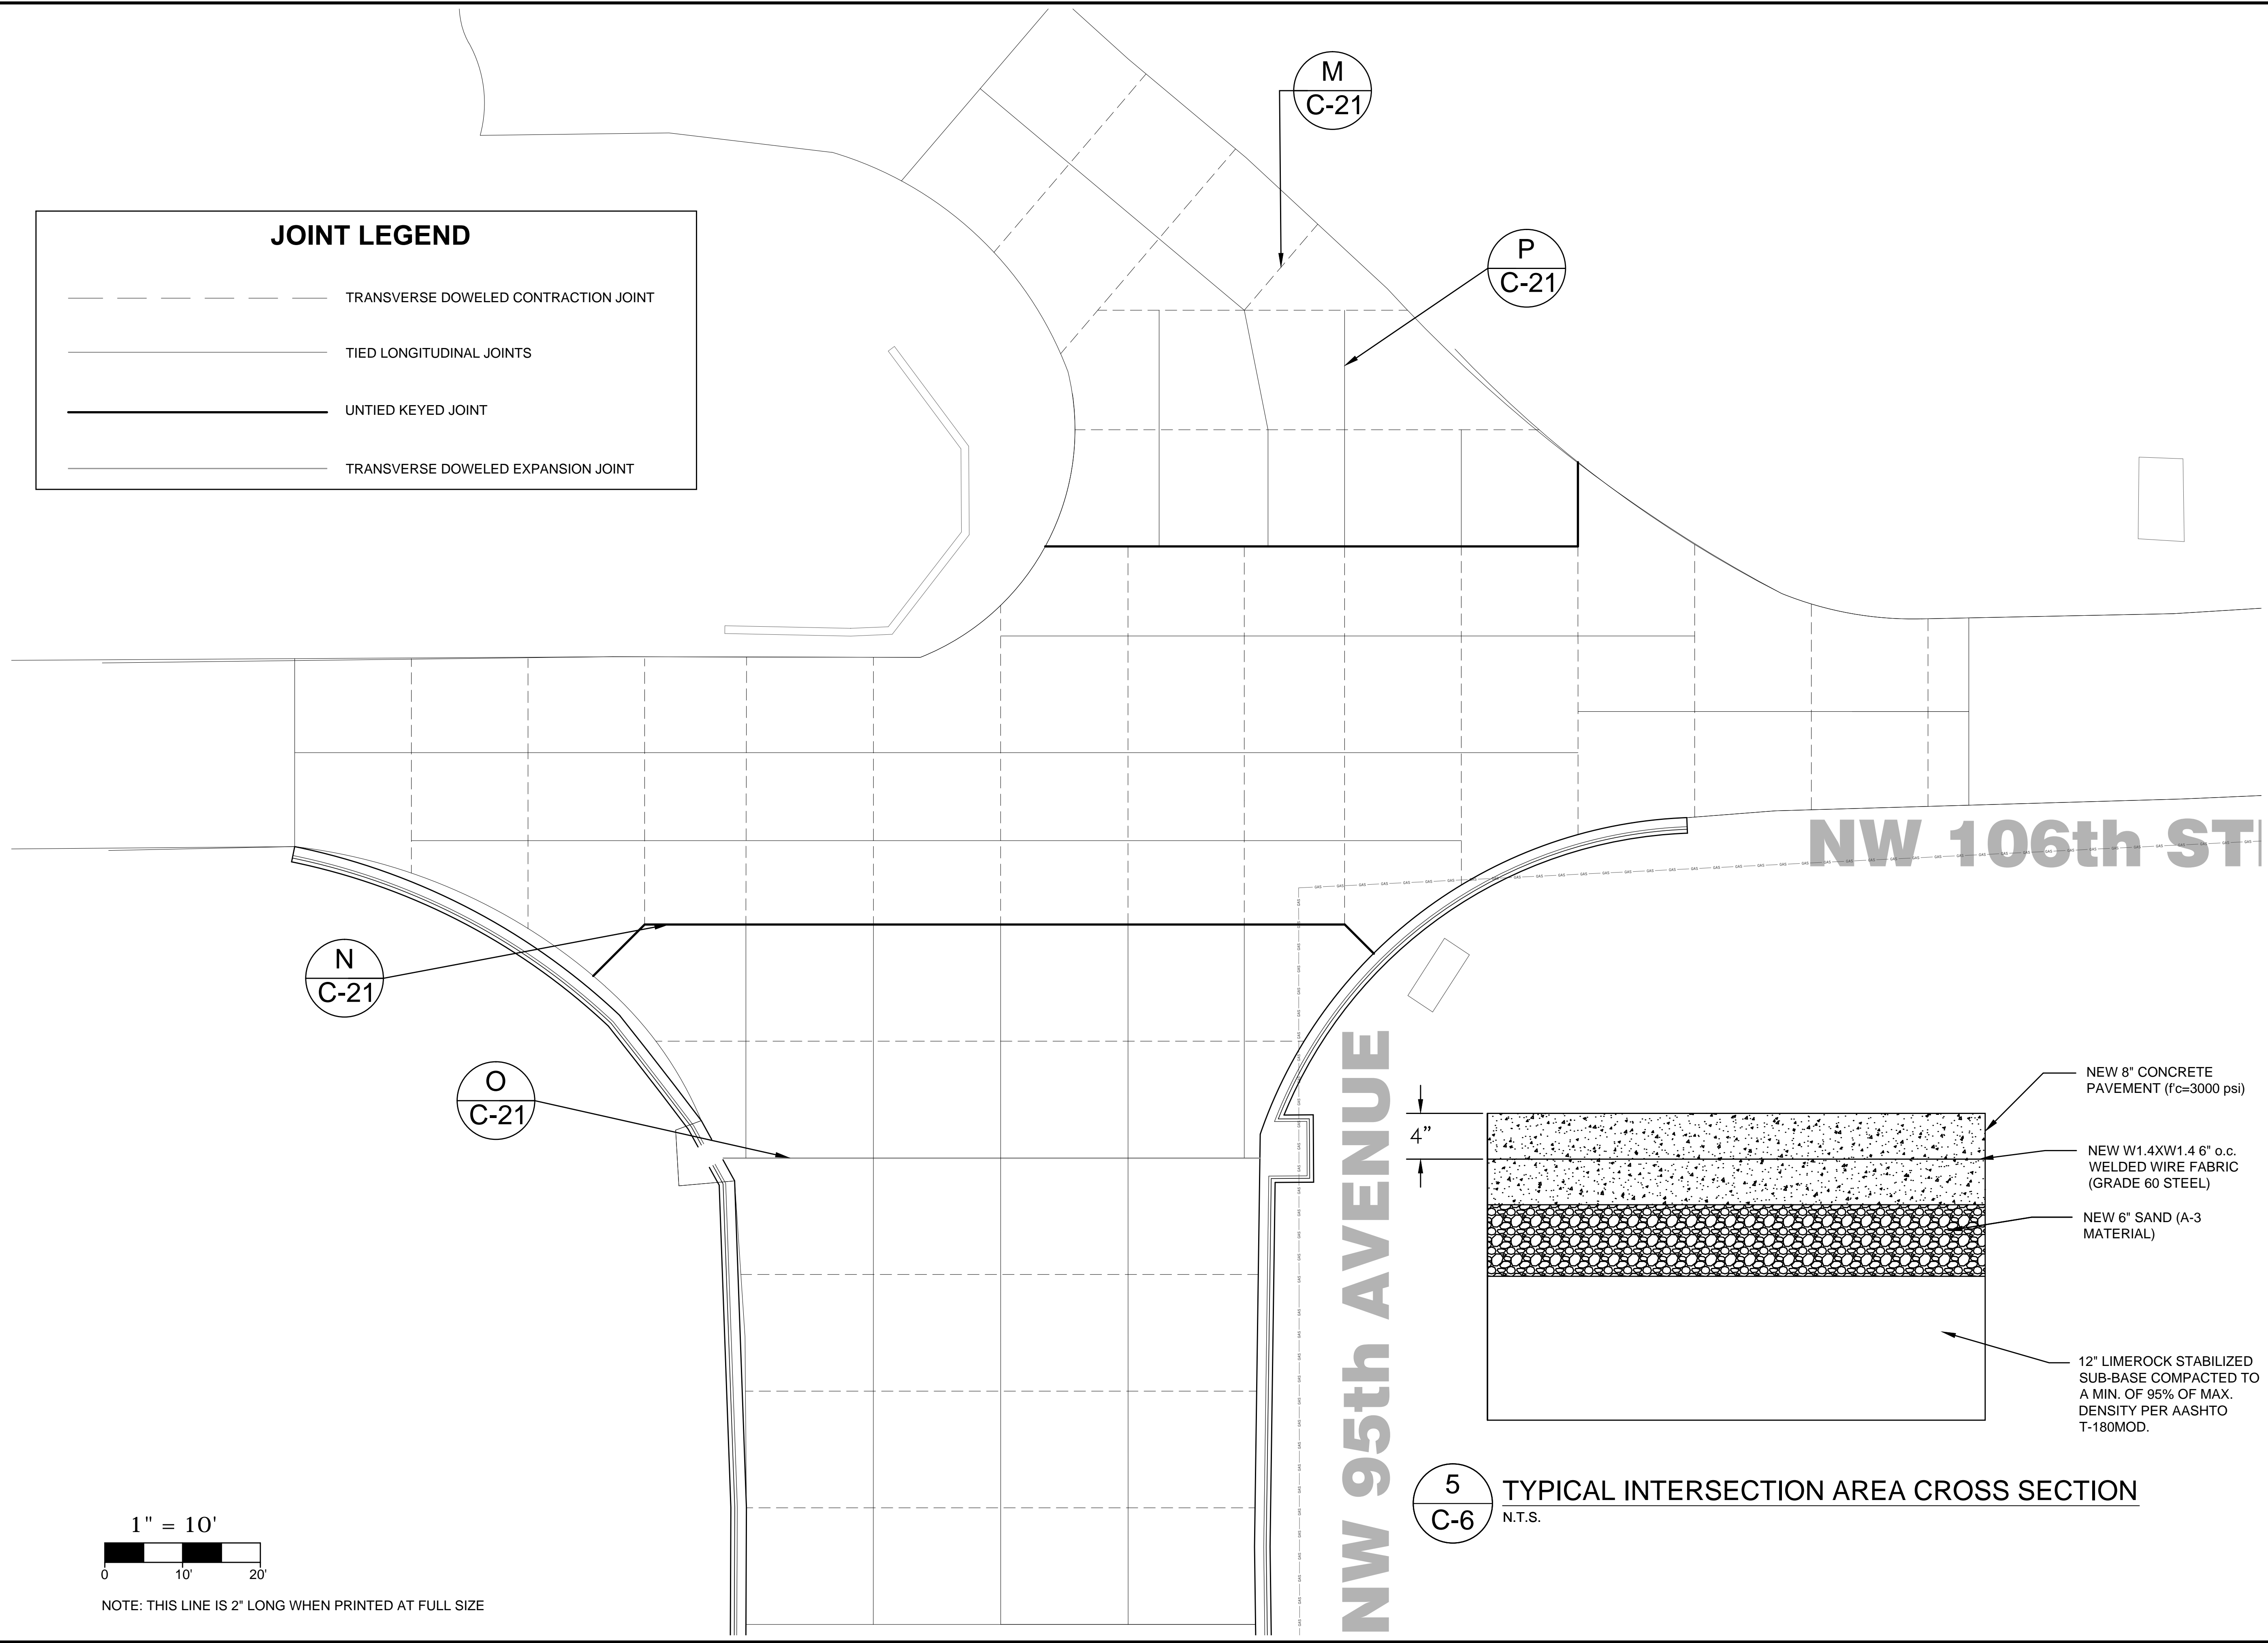 M
C-21
P
C-21
JOINT LEGEND
TRANSVERSE DOWELED CONTRACTION JOINT
TIED LONGITUDINAL JOINTS
UNTIED KEYED JOINT
TRANSVERSE DOWELED EXPANSION JOINT
NW 106th ST
N
C-21
O
C-21
NW 95th AVENUE
4”
NEW 8" CONCRETE
PAVEMENT (f'c=3000 psi)
NEW W1.4XW1.4 6" o.c.
WELDED WIRE FABRIC
(GRADE 60 STEEL)
NEW 6" SAND (A-3
MATERIAL)
12" LIMEROCK STABILIZED
SUB-BASE COMPACTED TO
A MIN. OF 95% OF MAX.
DENSITY PER AASHTO
T-180MOD.
5
C-6
TYPICAL INTERSECTION AREA CROSS SECTION
N.T.S.
1" = 10'
0 10' 20'
NOTE: THIS LINE IS 2" LONG WHEN PRINTED AT FULL SIZE